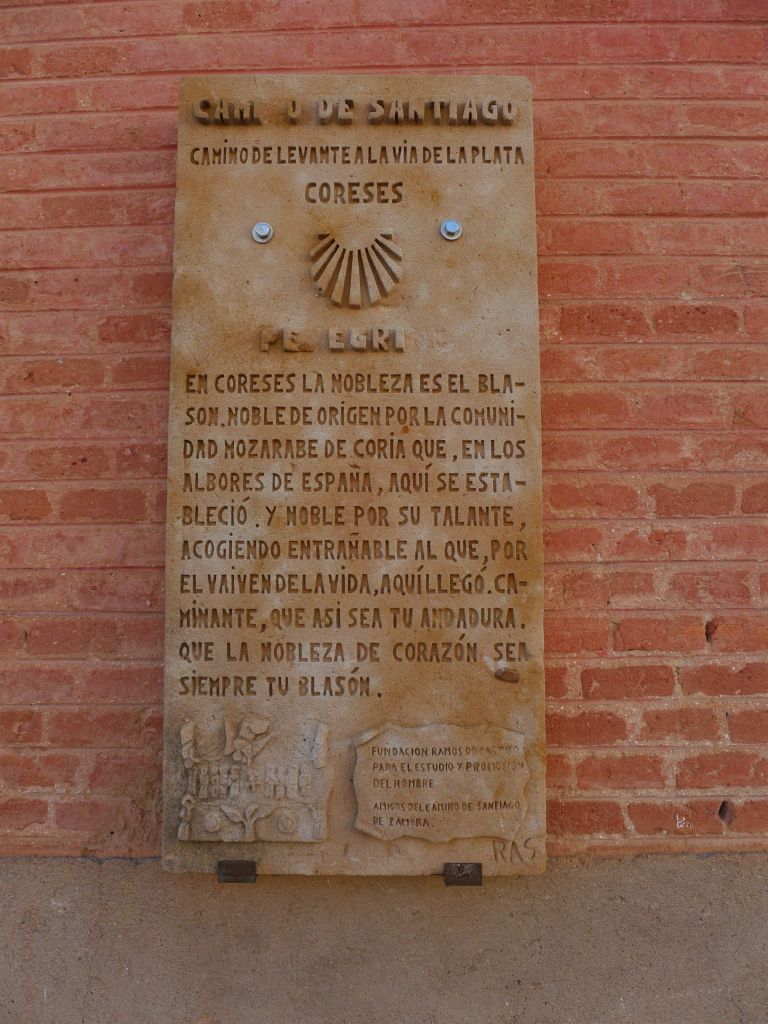 CAMINO DE SANTIAGO
CAMINO DE LEVANTE A LA VIA DE LA PLATA
CORESES
PEREGRINO
EN CORESES LA NOBLEZA ES EL BLA-
SON. NOBLE DE ORIGEN POR LA COMUNI-
DAD MOZARABE DE CORIA QUE, EN LOS
ALBORES DE ESPAÑA, AQUÍ SE ESTA-
BLECIÓ. Y NOBLE POR SU TALANTE,
ACOGIENDO ENTRAÑABLE AL QUE, POR
EL VAIVEN DE LA VIDA, AQUÍ LLEGÓ. CA-
MINANTE, QUE ASI SEA TU ANDADURA.
QUE LA NOBLEZA DE CORAZÓN SEA
SIEMPRE TU BLASÓN.
FUNDACION RAMOS DE CASTRO
PARA EL ESTUDIO Y PROMOCION
DEL HOMBRE
AMIGOS DEL CAMINO DE SANTIAGO
DE ZAMORA.
RAS